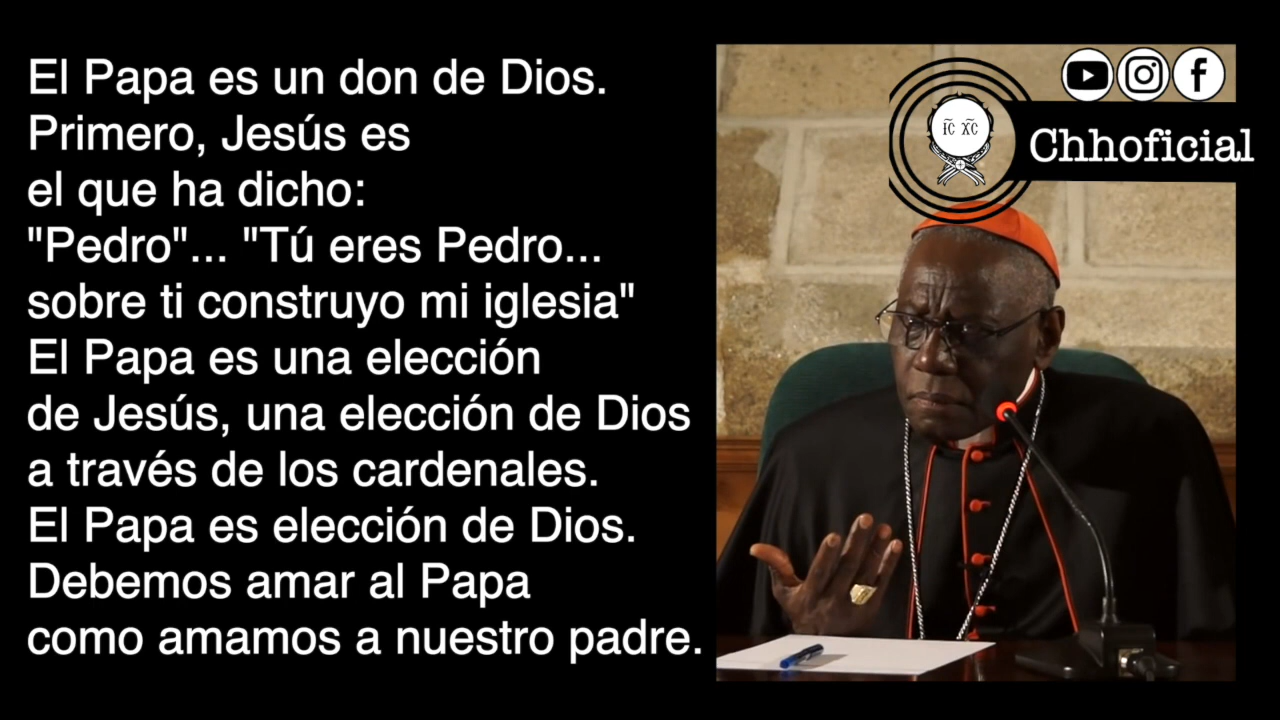 El Papa es un don de Dios.
Primero, Jesús es
el que ha dicho:
"Pedro"... "Tú eres Pedro...
sobre ti construyo mi iglesia"
El Papa es una elección
de Jesús, una elección de Dios
a través de los cardenales.
El Papa es elección de Dios.
Debemos amar al Papa
como amamos a nuestro padre.
IC XC
Chhoficial